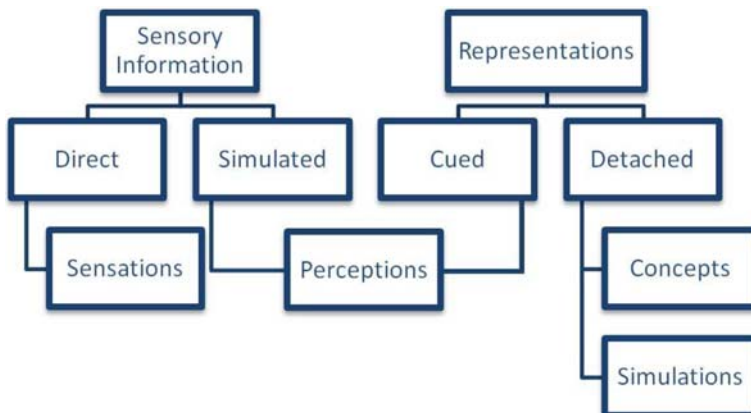 Sensory
Information
Representations
Direct
Simulated
Cued
Detached
Sensations
Perceptions
Concepts
Simulations